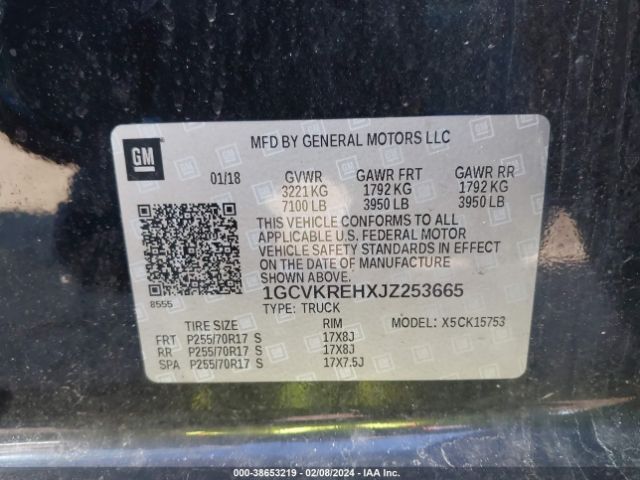 MFD BY GENERAL MOTORS LLC
GM
01/18 GVWR GAWR FRT GAWR RR
3221 KG 1792 KG 1792 KG
7100 LB 3950 LB 3950 LB
THIS VEHICLE CONFORMS TO ALL
APPLICABLE U.S. FEDERAL MOTOR
VEHICLE SAFETY STANDARDS IN EFFECT
ON THE DATE OF MANUFACTURE
SHOWN ABOVE.
8555 1GCVKREHXJZ253665
TYPE: TRUCK
TIRE SIZE RIM MODEL: X5CK15753
FRT P255/70R17 S 17X8J
RR P255/70R17 S 17X8J
SPA P255/70R17 S 17X7.5J
000-38653219 - 02/08/2024 - IAA Inc.